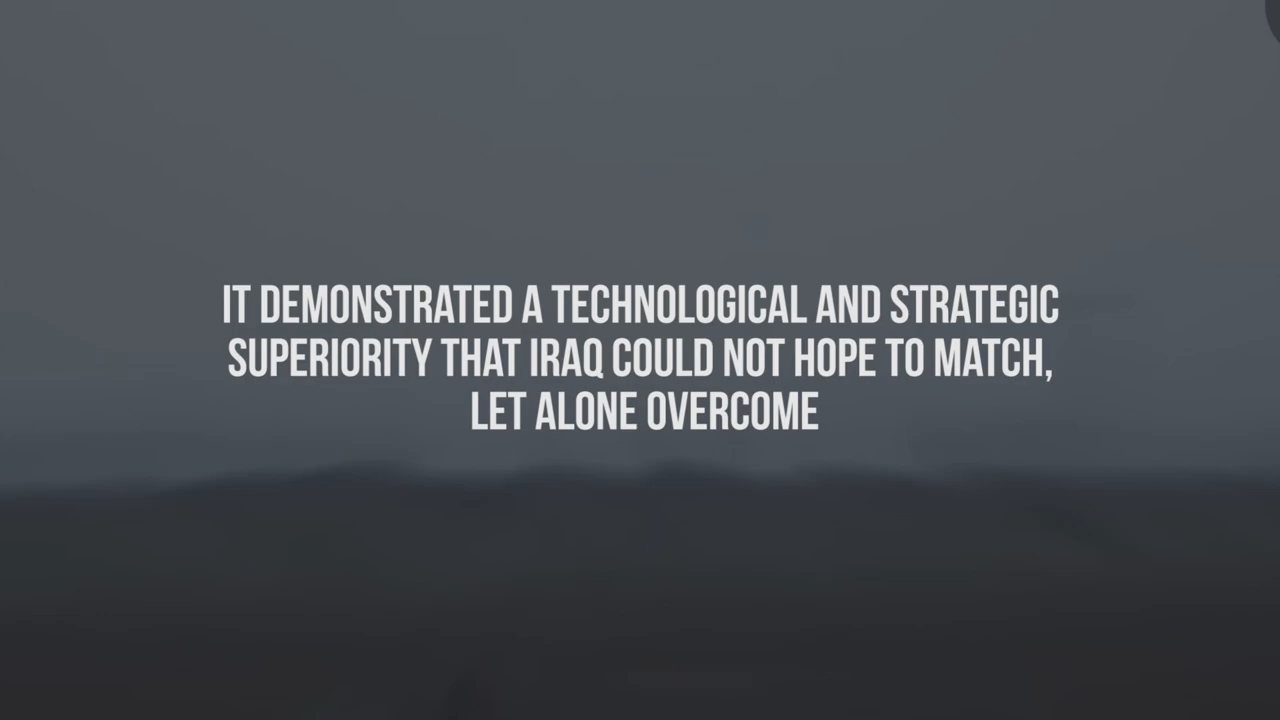 IT DEMONSTRATED A TECHNOLOGICAL AND STRATEGIC
SUPERIORITY THAT IRAQ COULD NOT HOPE TO MATCH,
LET ALONE OVERCOME